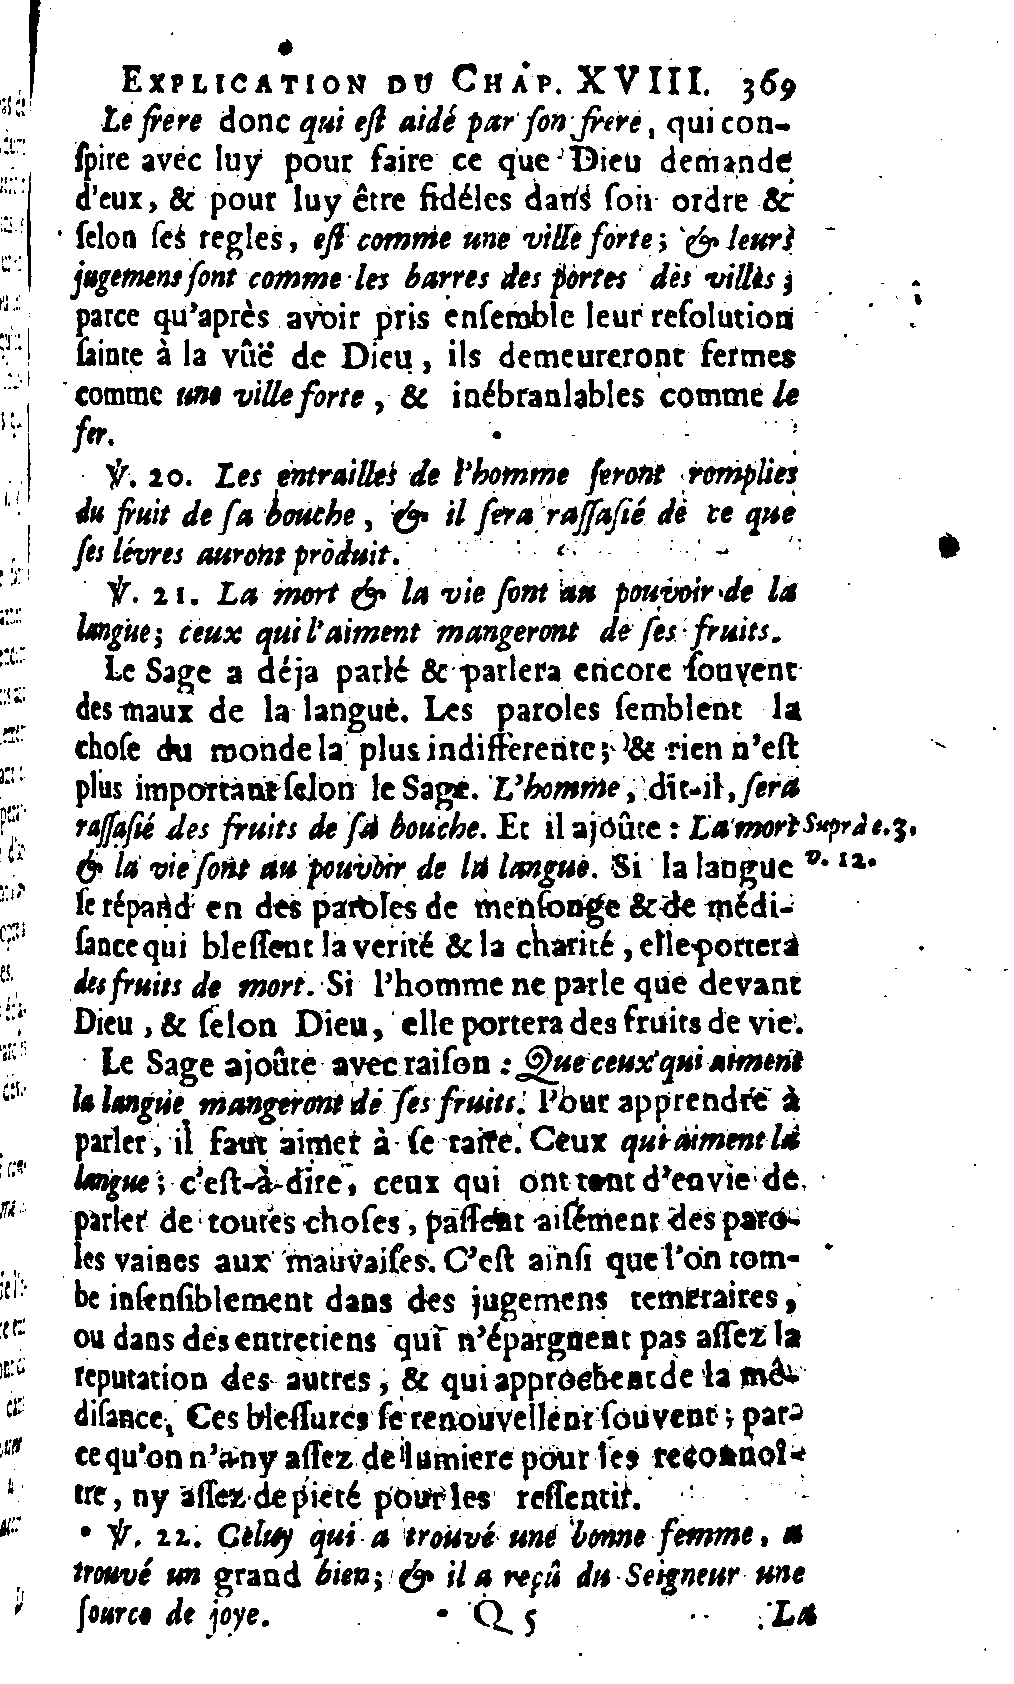 EXPLICATION DU CHAP. XVIII. 369
Le frere donc qui eſt aidé par ſon frere, qui con-
ſpire avec luy pour faire ce que Dieu demande
d'eux, & pour luy être fidéles dans ſon ordre &
ſelon ſes regles, eſt comme une ville forte; & leurs
jugemens ſont comme les barres des portes des villes;
parce qu'après avoir pris enſemble leur reſolution
ſainte à la vûë de Dieu, ils demeureront fermes
comme une ville forte, & inébranlables comme le
fer.
℣. 20. Les entrailles de l'homme ſeront remplies
du fruit de ſa bouche, & il ſera raſſaſié de ce que
ſes lévres auront produit.
℣. 21. La mort & la vie ſont au pouvoir de la
langue; ceux qui l'aiment mangeront de ſes fruits.
Le Sage a déja parlé & parlera encore ſouvent
des maux de la langue. Les paroles ſemblent la
choſe du monde la plus indifferente; & rien n'eſt
plus important ſelon le Sage. L'homme, dit-il, ſera
raſſaſié des fruits de ſa bouche. Et il ajoûte: La mort Supr à c. 3.
& la vie ſont au pouvoir de la langue. Si la langue v. 12.
ſe répand en des paroles de menſonge & de médi-
ſance qui bleſſent la verité & la charité, elle portera
des fruits de mort. Si l'homme ne parle que devant
Dieu, & ſelon Dieu, elle portera des fruits de vie.
Le Sage ajoûte avec raiſon: Que ceux qui aiment
la langue mangeront de ſes fruits. Pour apprendre à
parler, il faut aimer à ſe taire. Ceux qui aiment la
langue; c'eſt-à-dire, ceux qui ont tant d'envie de
parler de toutes choſes, paſſent aiſément des paro-
les vaines aux mauvaiſes. C'eſt ainſi que l'on tom-
be inſenſiblement dans des jugemens temeraires,
ou dans des entretiens qui n'épargnent pas aſſez la
reputation des autres, & qui approchent de la mé-
diſance. Ces bleſſures ſe renouvellent ſouvent; par-
ce qu'on n'a ny aſſez de lumiere pour les reconnoî-
tre, ny aſſez de pieté pour les reſſentir.
℣. 22. Celuy qui a trouvé une bonne femme, a
trouvé un grand bien; & il a reçû du Seigneur une
ſource de joye.
Q 5 La